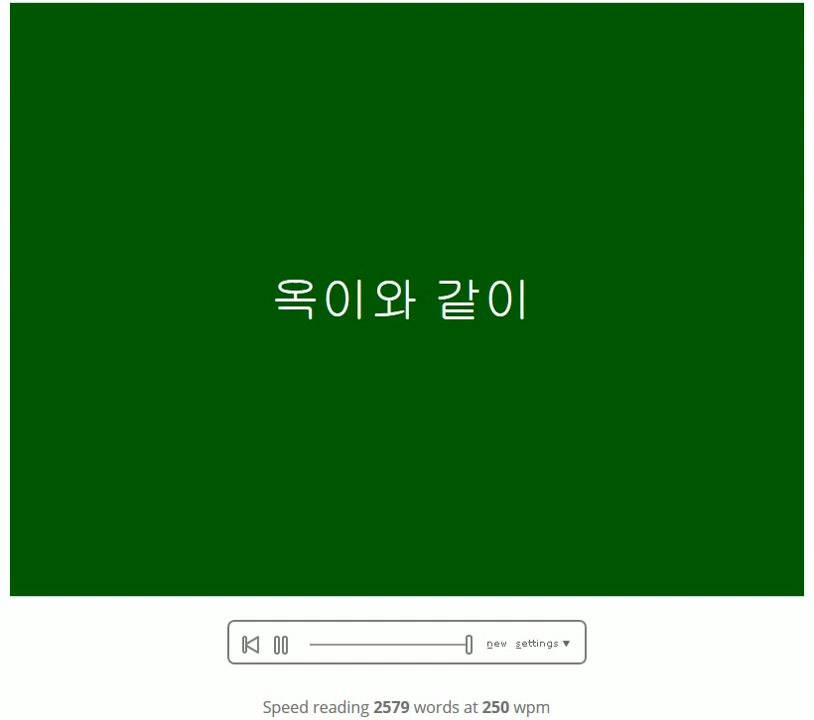 옥이와 같이
new settings ▼
Speed reading 2579 words at 250 wpm